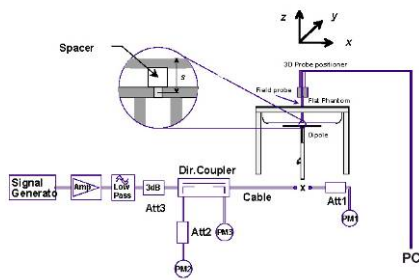 z
y
x
Spacer
s
3D Probe positioner
Field probe
Flat Phantom
Dipole
Signal
Generato
Amp
Low
Pass
3dB
Att3
Dir.Coupler
Cable
x
Att1
PM1
Att2
PM3
PM2
PC